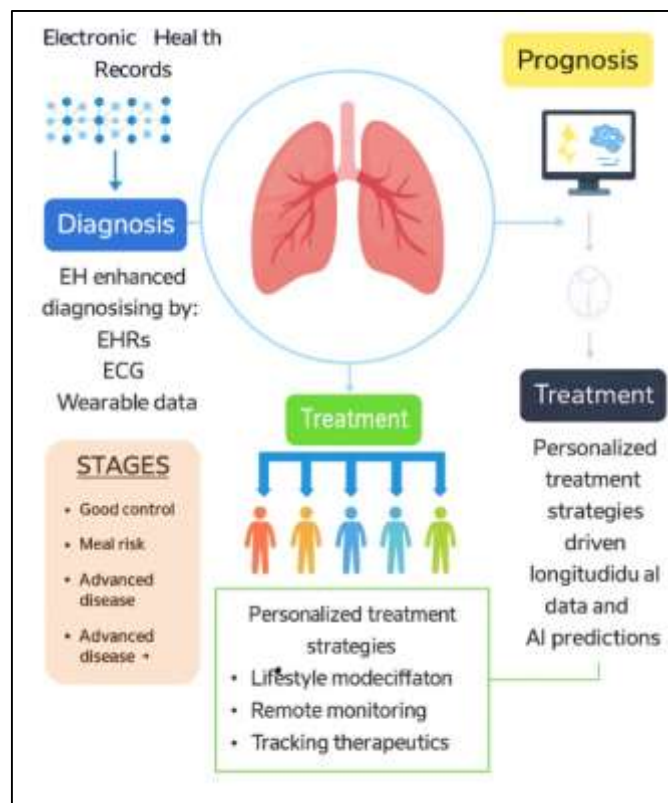 Electronic Health
Records
Diagnosis
EH enhanced
diagnosising by:
EHRs
ECG
Wearable data
STAGES
• Good control
• Meal risk
• Advanced
disease
• Advanced
disease
Prognosis
Treatment
Personalized
treatment
strategies
driven
longitudidu al
data and
AI predictions
Treatment
Personalized treatment
strategies
• Lifestyle modeciffaton
• Remote monitoring
• Tracking therapeutics